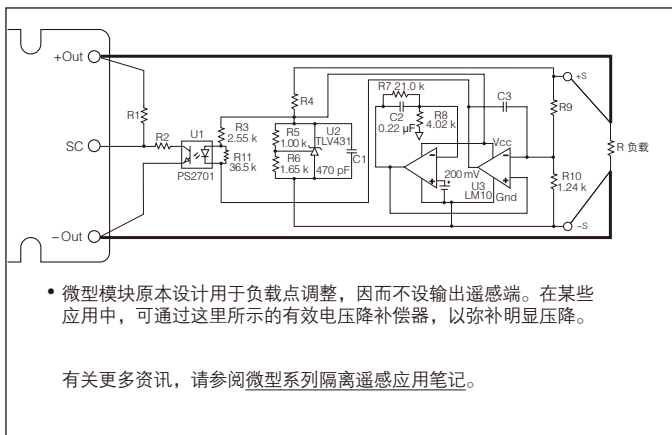 +Out
R1
SC
R2
U1
PS2701
−Out
R3
2.55 k
R11
36.5 k
R4
R5
1.00 k
R6
1.65 k
U2
TLV431
470 pF
C1
R7 21.0 k
C2
0.22 µF
R8
4.02 k
200 mV
Vcc
U3
LM10
Gnd
C3
+S
R9
R10
1.24 k
−S
R 负载
• 微型模块原本设计用于负载点调整，因而不设输出遥感端。在某些
应用中，可通过这里所示的有效电压降补偿器，以弥补明显压降。
有关更多资讯，请参阅微型系列隔离遥感应用笔记。